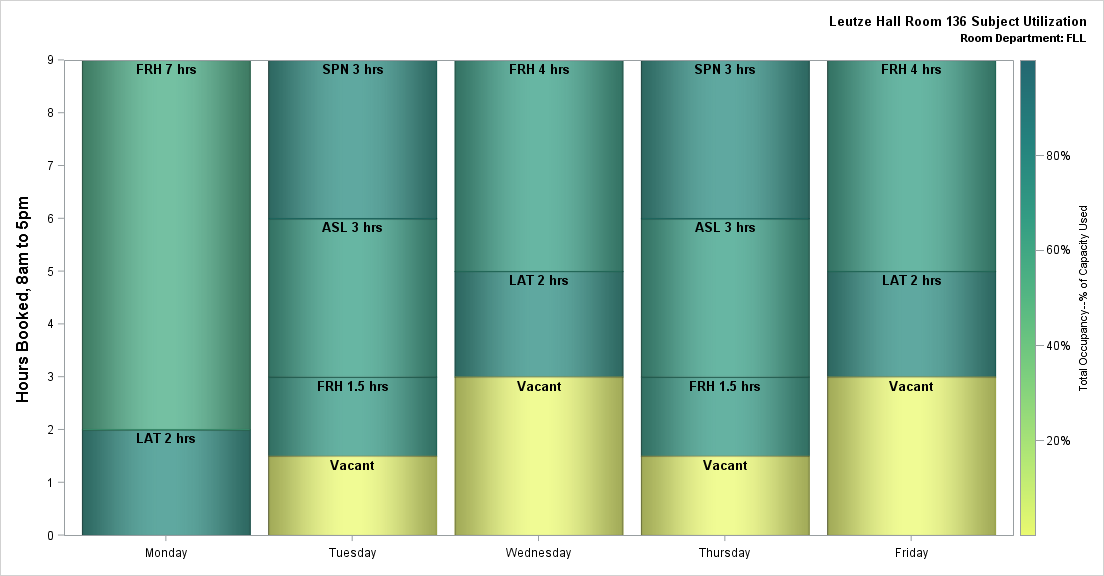 Leutze Hall Room 136 Subject Utilization
Room Department: FLL
Hours Booked, 8am to 5pm
9
8
7
6
5
4
3
2
1
0
FRH 7 hrs
LAT 2 hrs
SPN 3 hrs
ASL 3 hrs
FRH 1.5 hrs
Vacant
FRH 4 hrs
LAT 2 hrs
Vacant
SPN 3 hrs
ASL 3 hrs
FRH 1.5 hrs
Vacant
FRH 4 hrs
LAT 2 hrs
Vacant
Monday
Tuesday
Wednesday
Thursday
Friday
80%
60%
40%
20%
Total Occupancy--% of Capacity Used